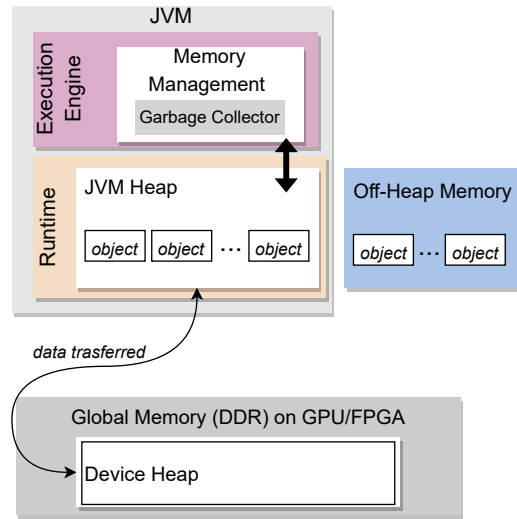 JVM
Execution
Engine
Memory
Management
Garbage Collector
Runtime
JVM Heap
object object ... object
Off-Heap Memory
object ... object
data trasferred
Global Memory (DDR) on GPU/FPGA
Device Heap